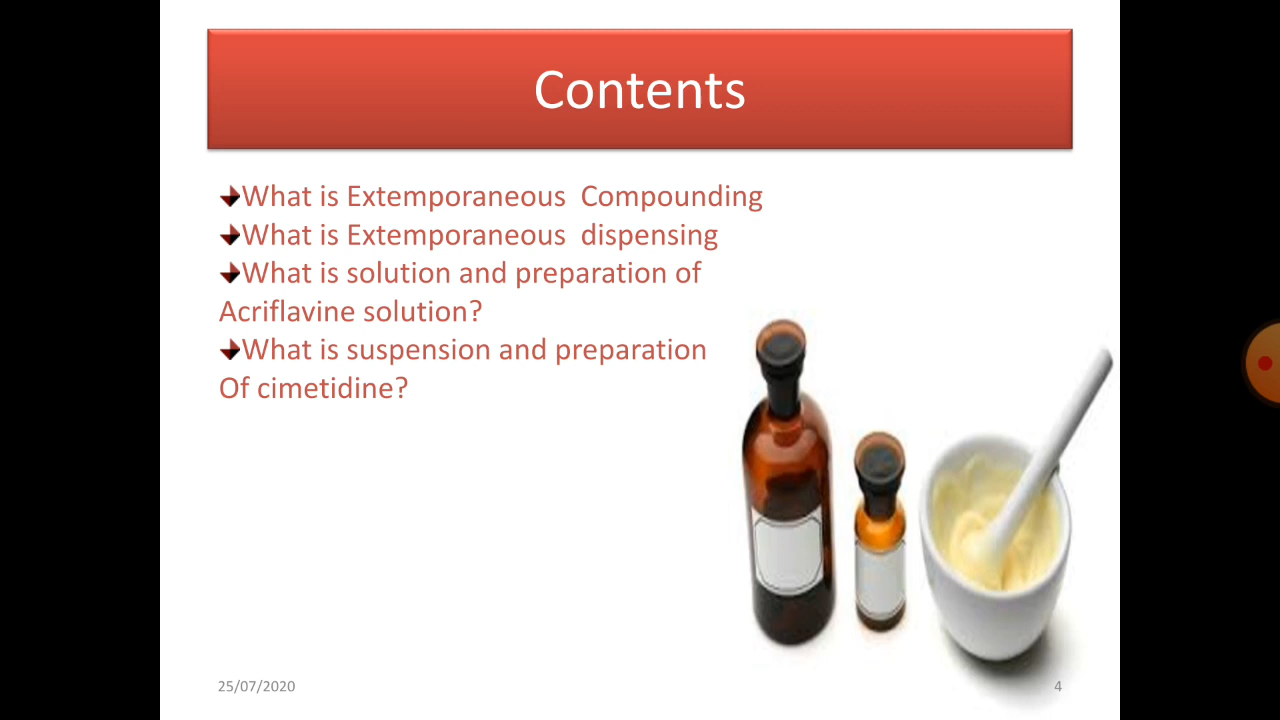 Contents
What is Extemporaneous  Compounding
What is Extemporaneous  dispensing
What is solution and preparation of
Acriflavine solution?
What is suspension and preparation
Of cimetidine?
25/07/2020
4